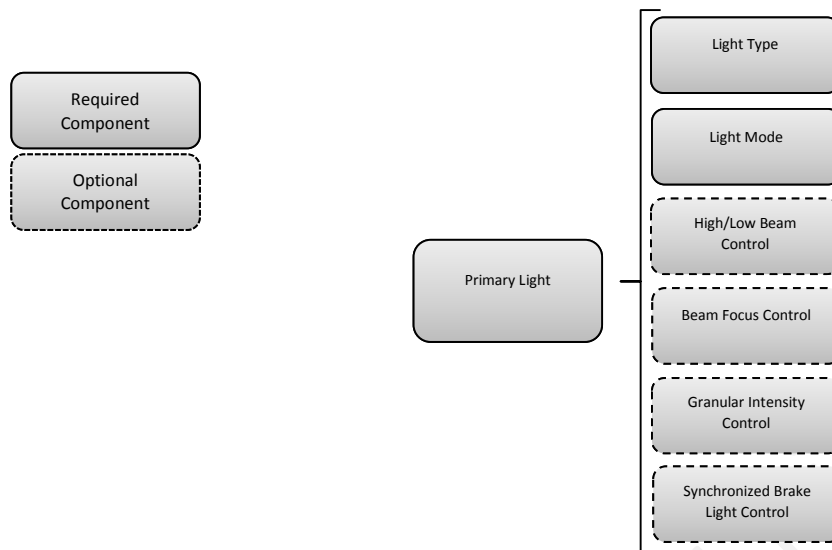 Light Type
Required
Component
Light Mode
Optional
Component
High/Low Beam
Control
Primary Light
Beam Focus Control
Granular Intensity
Control
Synchronized Brake
Light Control